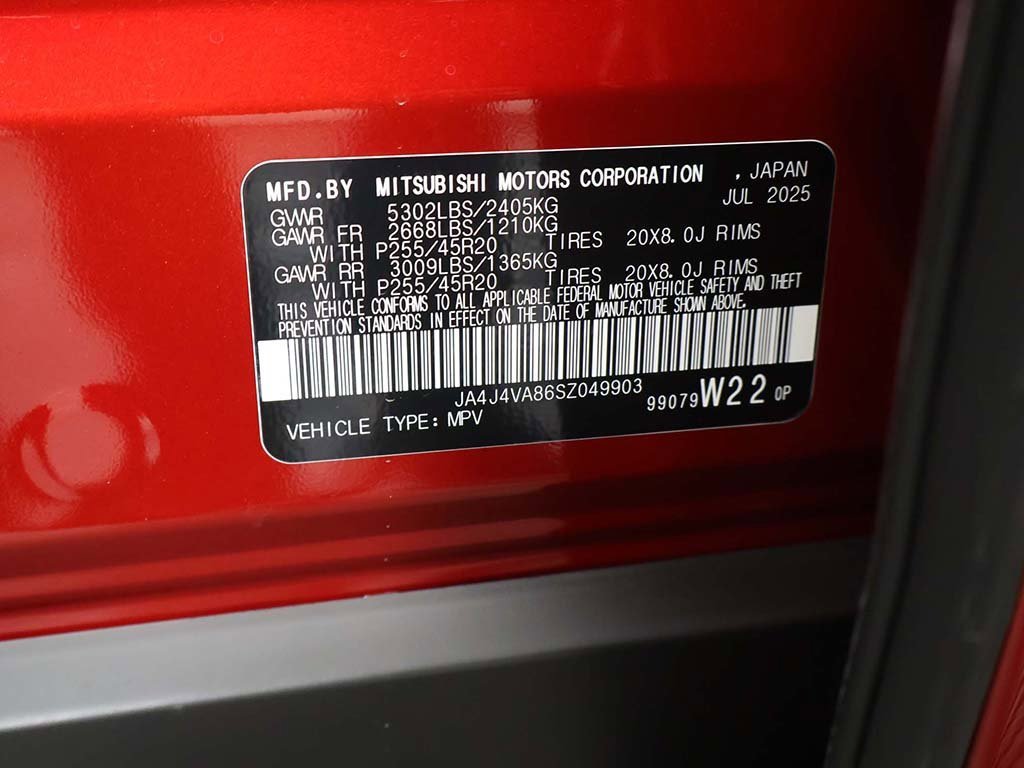 MFD.BY MITSUBISHI MOTORS CORPORATION , JAPAN
JUL 2025
GVWR 5302LBS/2405KG
GAWR FR 2668LBS/1210KG
WITH P255/45R20 TIRES 20X8.0J RIMS
GAWR RR 3009LBS/1365KG
WITH P255/45R20 TIRES 20X8.0J RIMS
THIS VEHICLE CONFORMS TO ALL APPLICABLE FEDERAL MOTOR VEHICLE SAFETY AND THEFT
PREVENTION STANDARDS IN EFFECT ON THE DATE OF MANUFACTURE SHOWN ABOVE.
JA4J4VA86SZ049903
99079 W22 OP
VEHICLE TYPE: MPV